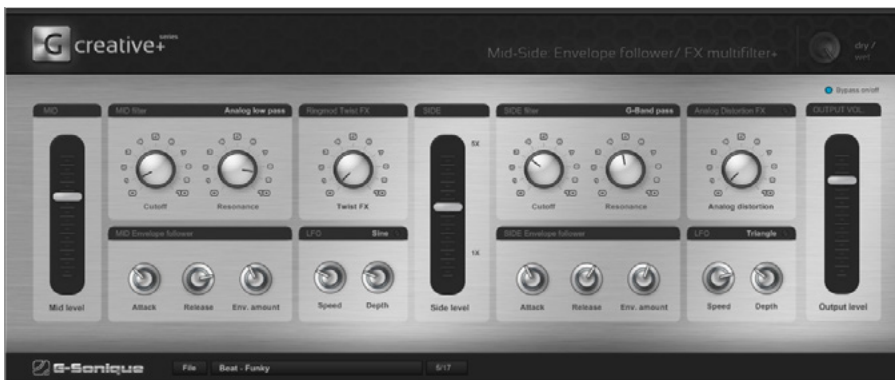 G creative+ series
Mid-Side: Envelope follower/ FX multifilter+
dry / wet
Bypass on/off
MID
MID filter Analog low pass
Ringmod Twist FX
SIDE
SIDE filter G-Band pass
Analog Distortion FX
OUTPUT VOL.
Cutoff Resonance
Twist FX
5X
Cutoff Resonance
Analog distortion
MID Envelope follower
LFO Sine
1X
SIDE Envelope follower
LFO Triangle
Mid level
Attack Release Env. amount
Speed Depth
Side level
Attack Release Env. amount
Speed Depth
Output level
G-Sonique
File
Beat - Funky
5/17